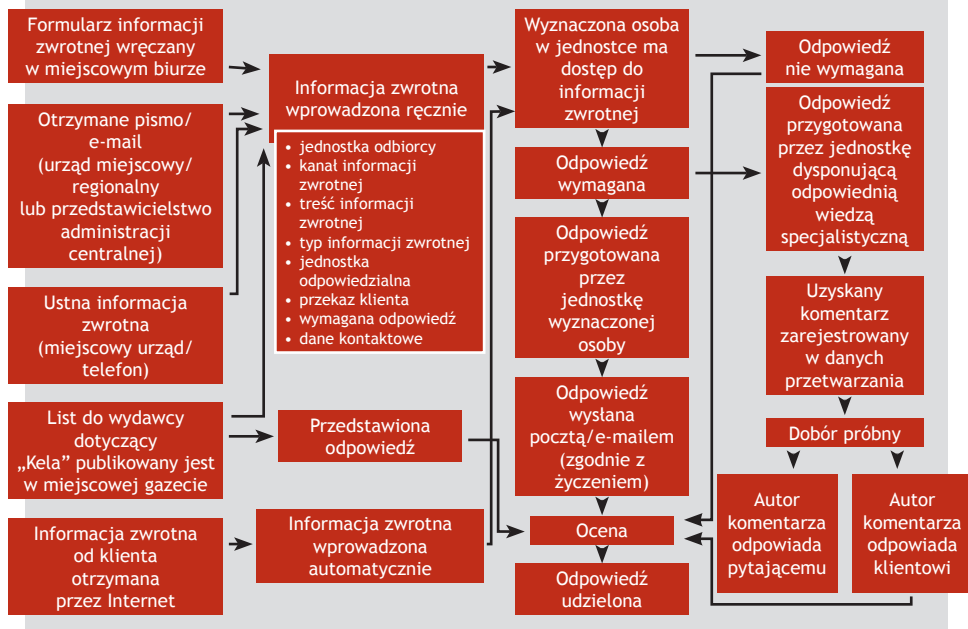 Formularz informacji
zwrotnej wręczany
w miejscowym biurze
Otrzymane pismo/
e-mail
(urząd miejscowy/
regionalny
lub przedstawicielstwo
administracji
centralnej)
Ustna informacja
zwrotna
(miejscowy urząd/
telefon)
List do wydawcy
dotyczący
„Kela” publikowany jest
w miejscowej gazecie
Informacja zwrotna
od klienta
otrzymana
przez Internet
Informacja zwrotna
wprowadzona ręcznie
• jednostka odbiorcy
• kanał informacji
zwrotnej
• treść informacji
zwrotnej
• typ informacji zwrotnej
• jednostka
odpowiedzialna
• przekaz klienta
• wymagana odpowiedź
• dane kontaktowe
Przedstawiona
odpowiedź
Informacja zwrotna
wprowadzona
automatycznie
Wyznaczona osoba
w jednostce ma
dostęp do
informacji
zwrotnej
Odpowiedź
wymagana
Odpowiedź
przygotowana
przez
jednostkę
wyznaczonej
osoby
Odpowiedź
wysłana
pocztą/e-mailem
(zgodnie z
życzeniem)
Ocena
Odpowiedź
udzielona
Odpowiedź
nie wymagana
Odpowiedź
przygotowana
przez jednostkę
dysponującą
odpowiednią
wiedzą
specjalistyczną
Uzyskany
komentarz
zarejestrowany
w danych
przetwarzania
Dobór próbny
Autor
komentarza
odpowiada
pytającemu
Autor
komentarza
odpowiada
klientowi